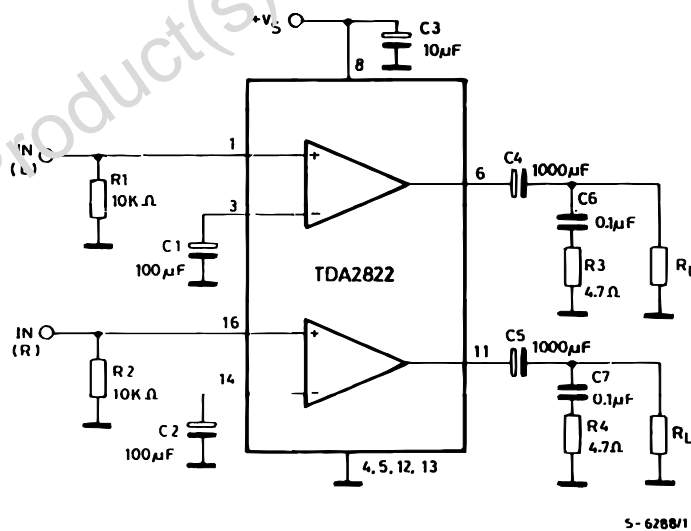 roduct(s)
+VS
C3
10µF
8
IN
(L)
1
R1
10KΩ
3
C1
100µF
TDA2822
6
C4
1000µF
C6
0.1µF
R3
4.7Ω
RL
IN
(R)
16
R2
10KΩ
14
C2
100µF
11
C5
1000µF
C7
0.1µF
R4
4.7Ω
RL
4, 5, 12, 13
S-6288/1